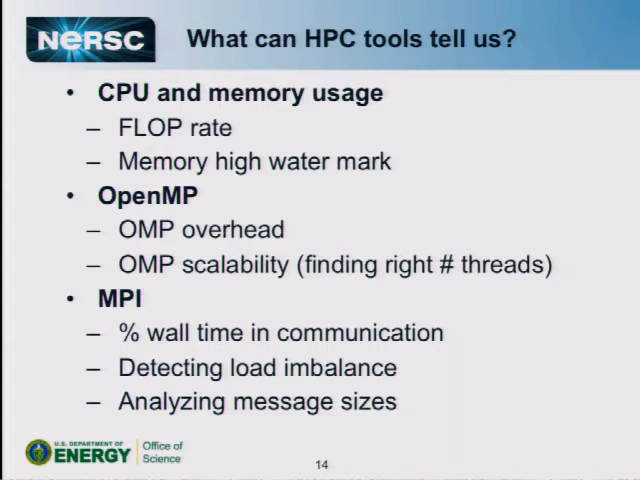 NERSC
What can HPC tools tell us?
• CPU and memory usage
– FLOP rate
– Memory high water mark
• OpenMP
– OMP overhead
– OMP scalability (finding right # threads)
• MPI
– % wall time in communication
– Detecting load imbalance
– Analyzing message sizes
U.S. DEPARTMENT OF
ENERGY
Office of
Science
14